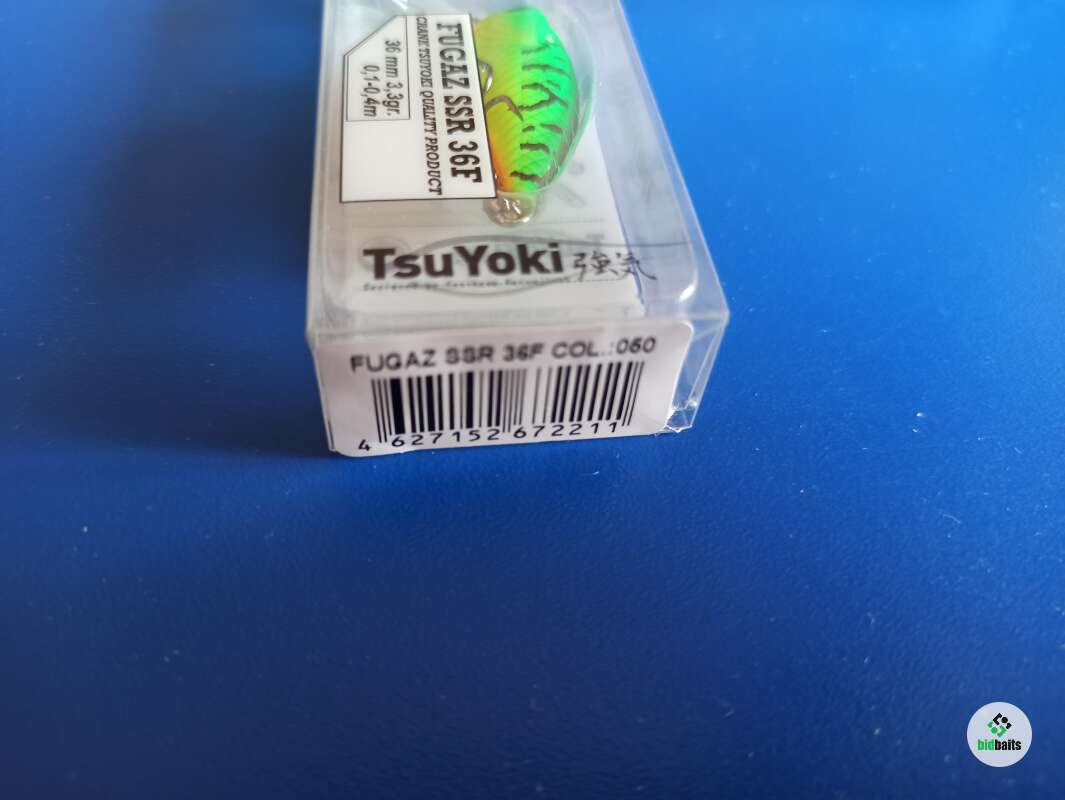 FUGAZ SSR 36F
CRANK TSUYOKI QUALITY PRODUCT
36 mm 3,3gr.
0,1-0,4m
TsuYoki 強気
FUGAZ SSR 36F COL.:060
4 627152 672211
bidbaits